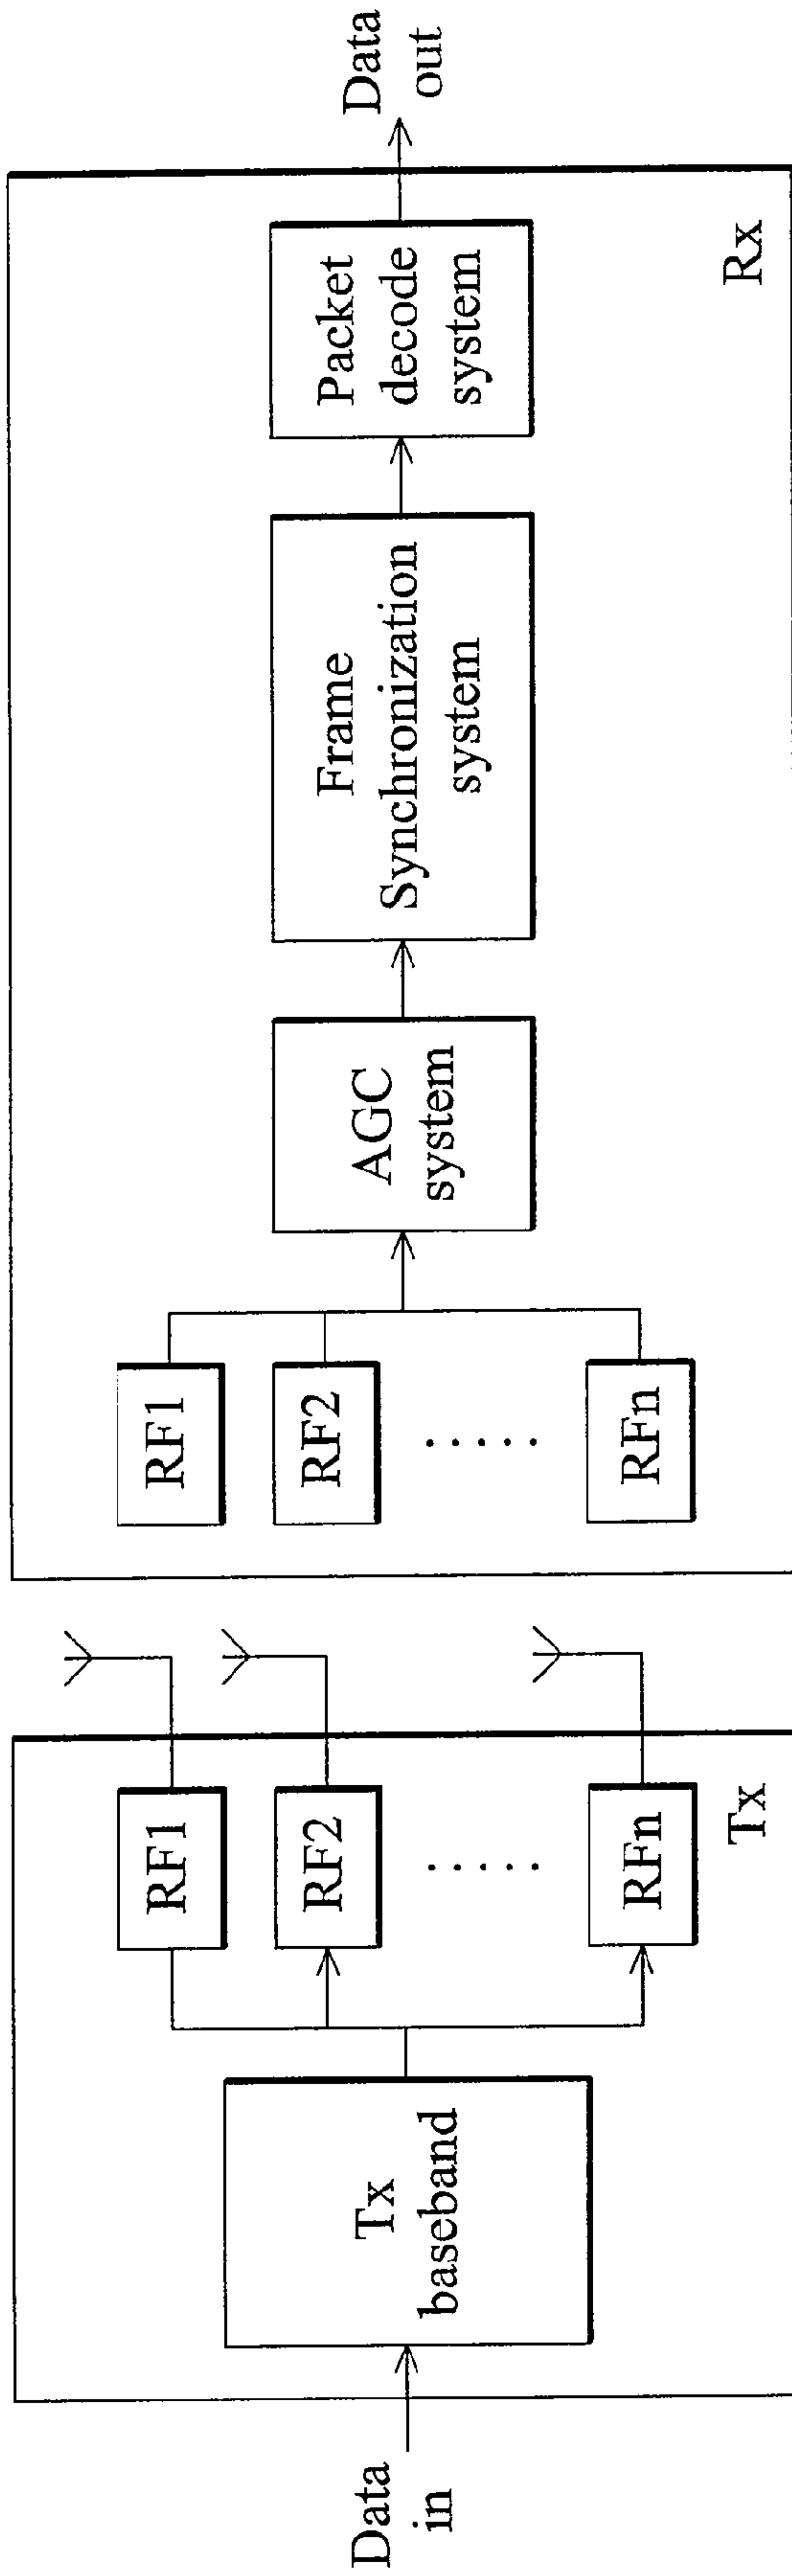 Data
in
Tx
baseband
RF1
RF2
.....
RFn
Tx
RF1
RF2
.....
RFn
AGC
system
Frame
Synchronization
system
Packet
decode
system
Rx
Data
out